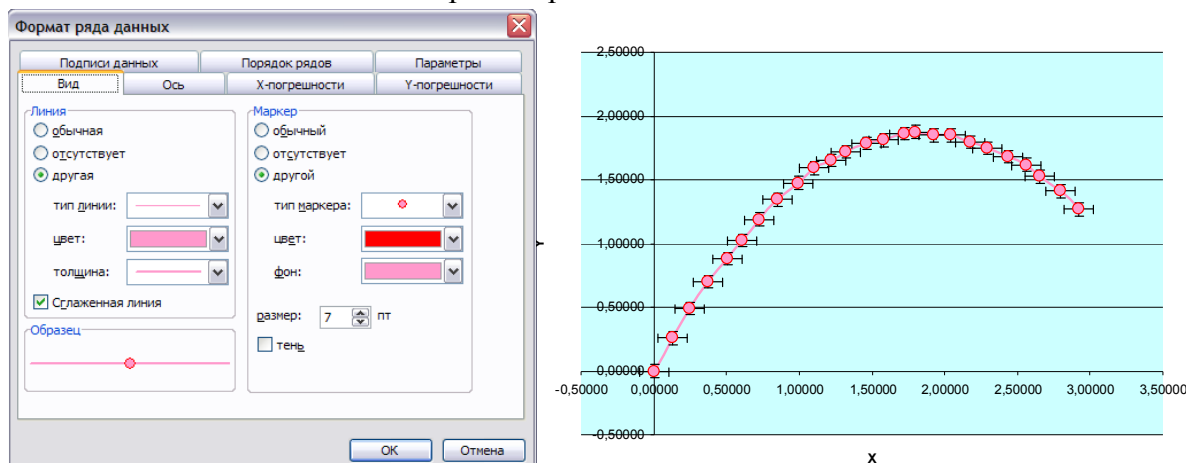 Формат ряда данных
Подписи данных Порядок рядов Параметры
Вид Ось X-погрешности Y-погрешности
Линия
обычная
отсутствует
другая
тип линии:
цвет:
толщина:
Сглаженная линия
Образец
Маркер
обычный
отсутствует
другой
тип маркера:
цвет:
фон:
размер: 7 пт
тень
ОК Отмена
2,50000
2,00000
1,50000
1,00000
0,50000
0,00000
-0,50000
-0,50000 0,00000 0,50000 1,00000 1,50000 2,00000 2,50000 3,00000 3,50000
X